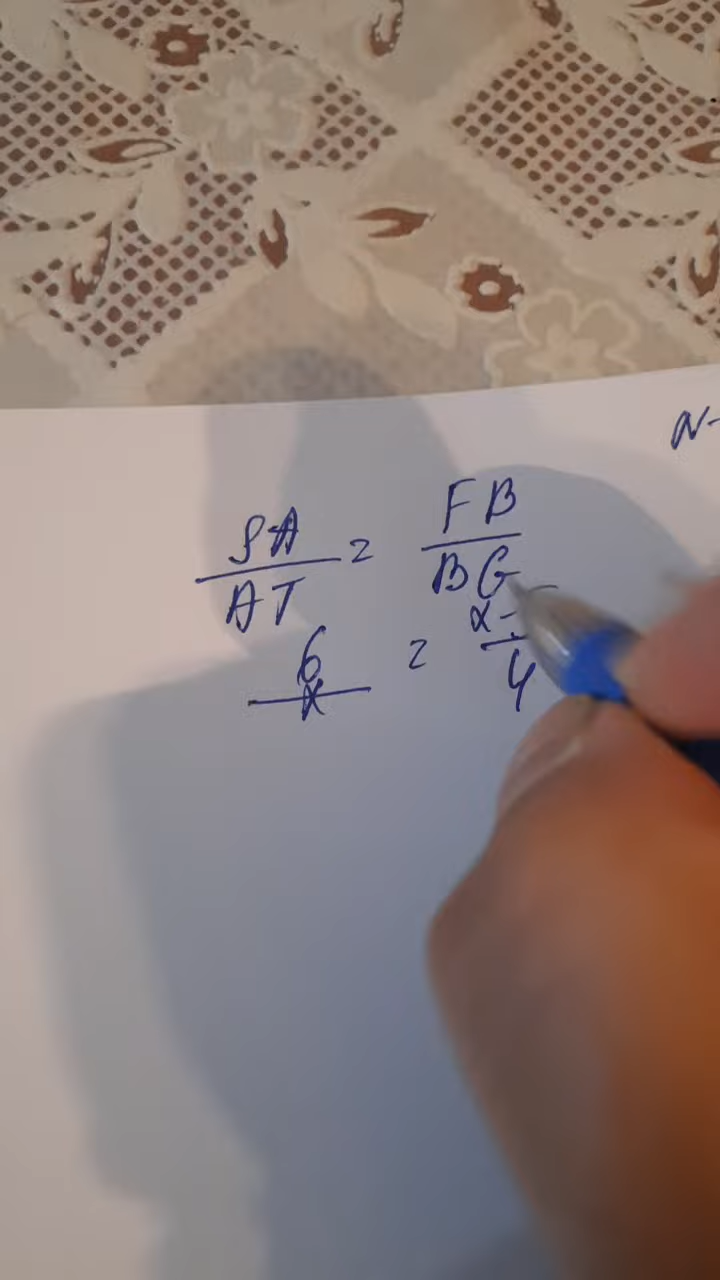 SA/AT = FB/BG
6/x = x-/4